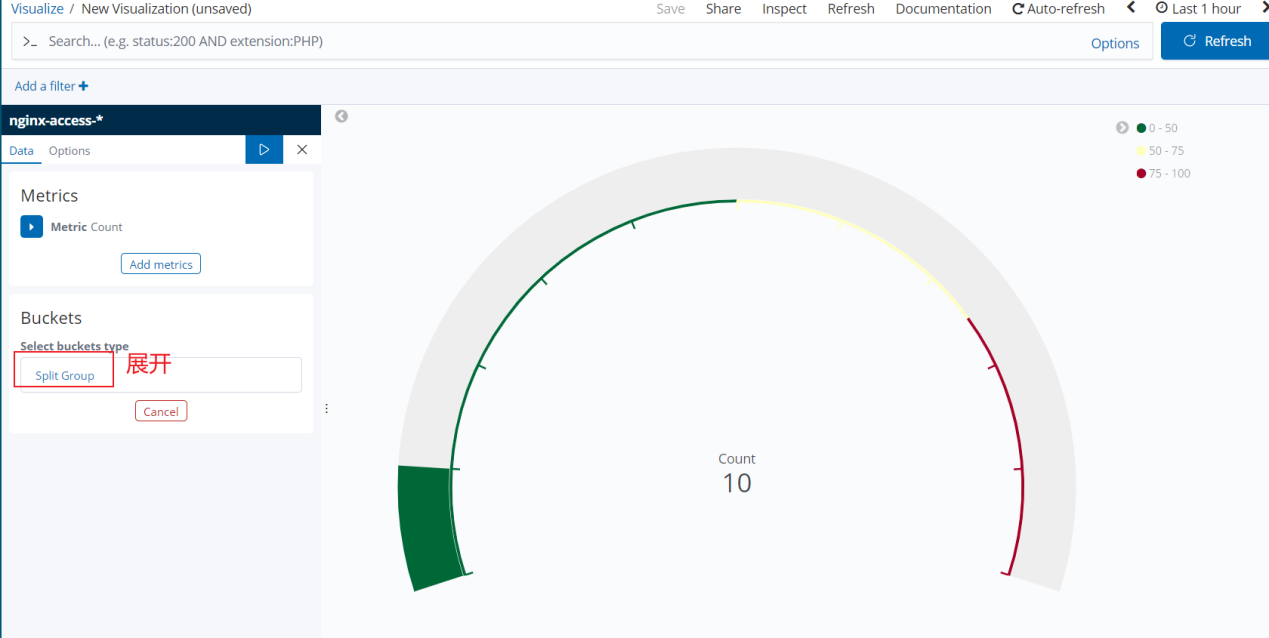 Visualize / New Visualization (unsaved)
Save Share Inspect Refresh Documentation Auto-refresh Last 1 hour
>_ Search... (e.g. status:200 AND extension:PHP)
Options
Refresh
Add a filter +
nginx-access-*
Data Options
Metrics
Metric Count
Add metrics
Buckets
Select buckets type
Split Group
展开
Cancel
Count
10
0 - 50
50 - 75
75 - 100